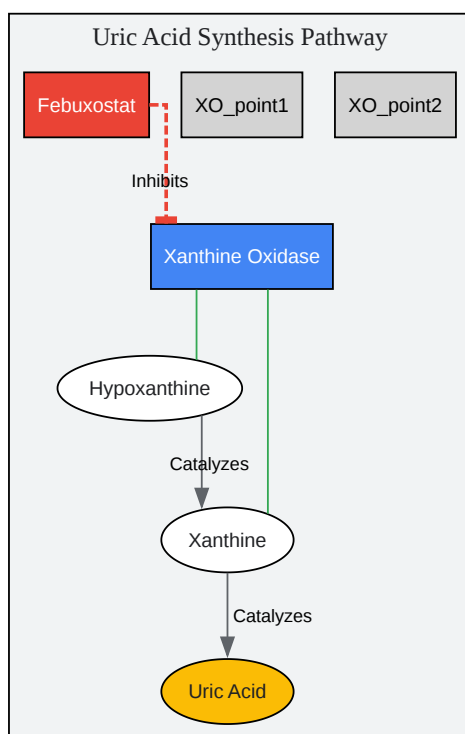 Uric Acid Synthesis Pathway
Febuxostat
XO_point1
XO_point2
Inhibits
Xanthine Oxidase
Hypoxanthine
Catalyzes
Xanthine
Catalyzes
Uric Acid